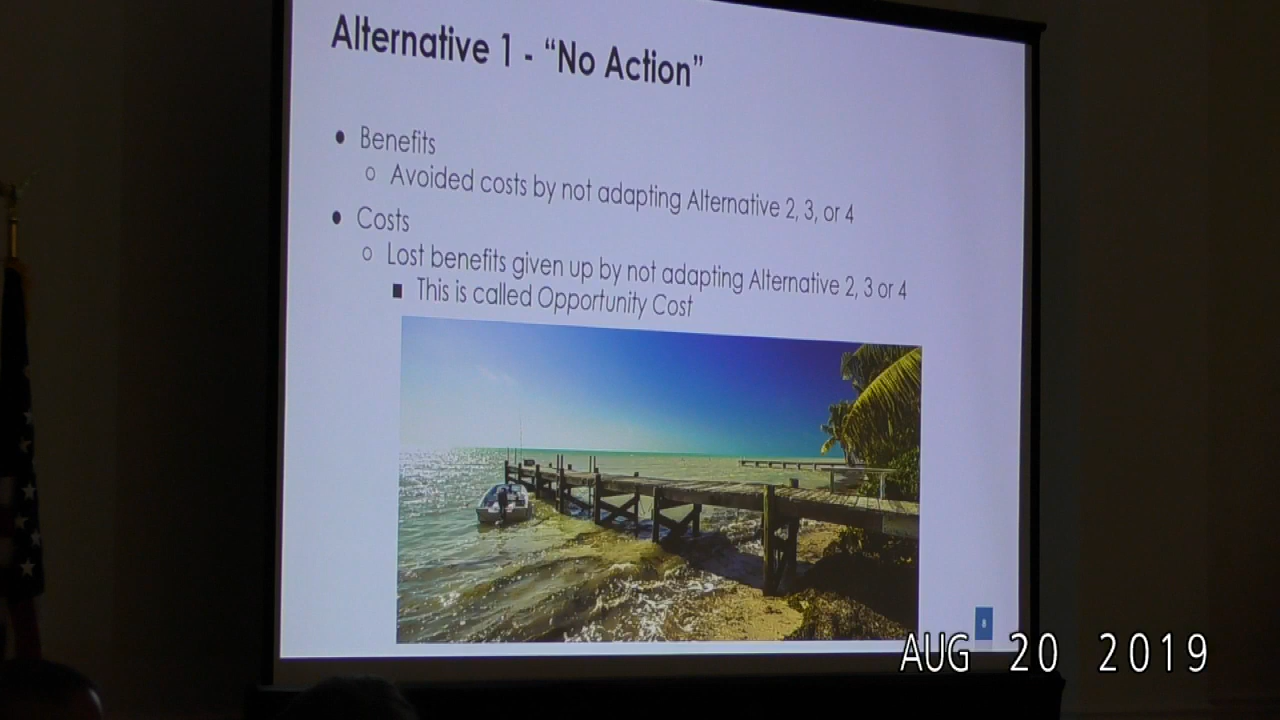 Alternative 1 - “No Action”
● Benefits
○ Avoided costs by not adapting Alternative 2, 3, or 4
● Costs
○ Lost benefits given up by not adapting Alternative 2, 3 or 4
■ This is called Opportunity Cost
8
AUG 20 2019